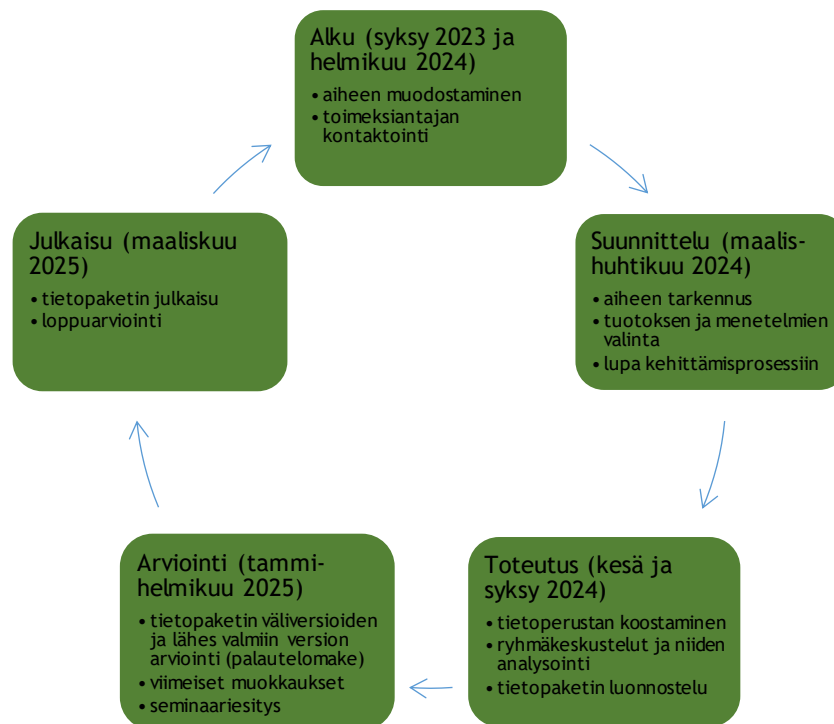 Alku (syksy 2023 ja
helmikuu 2024)
• aiheen muodostaminen
• toimeksiantajan
kontaktointi
Suunnittelu (maalis-
huhtikuu 2024)
• aiheen tarkennus
• tuotoksen ja menetelmien
valinta
• lupa kehittämisprosessiin
Toteutus (kesä ja
syksy 2024)
• tietoperustan koostaminen
• ryhmäkeskustelut ja niiden
analysointi
• tietopaketin luonnostelu
Arviointi (tammi-
helmikuu 2025)
• tietopaketin väliversioiden
ja lähes valmiin version
arviointi (palautelomake)
• viimeiset muokkaukset
• seminaariesitys
Julkaisu (maaliskuu
2025)
• tietopaketin julkaisu
• loppuarviointi